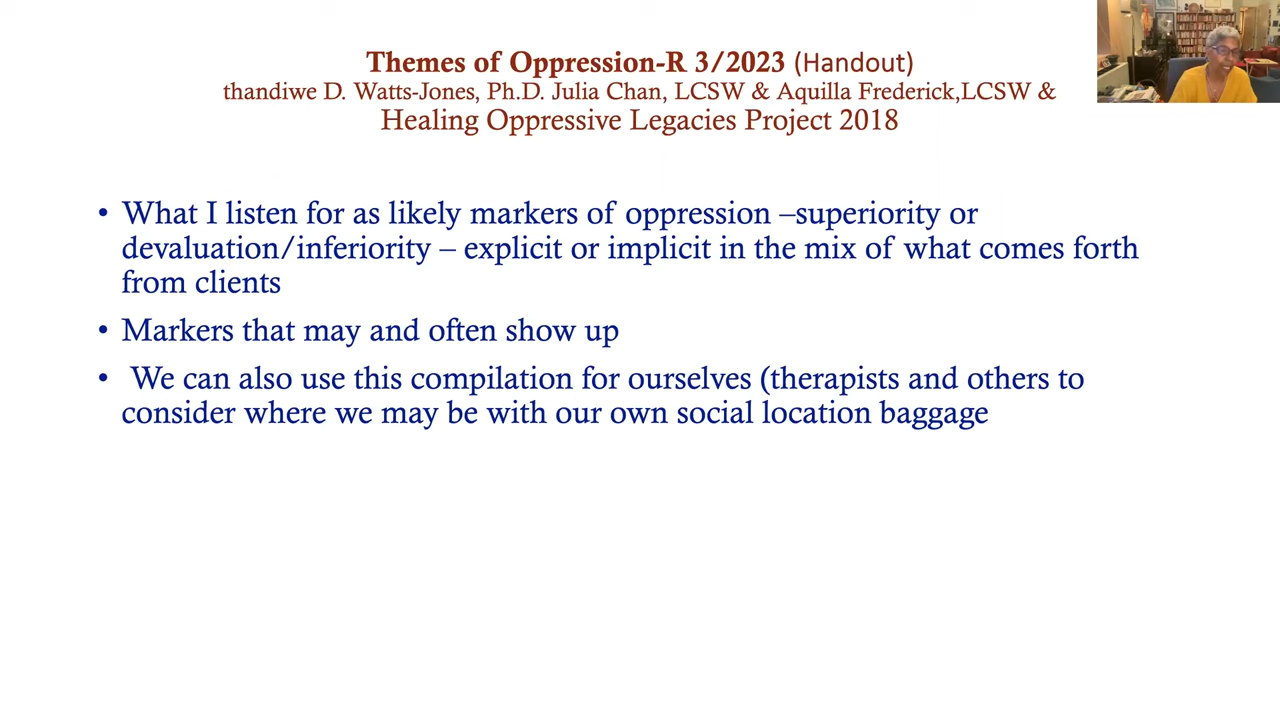 Themes of Oppression-R 3/2023 (Handout)
thandiwe D. Watts-Jones, Ph.D. Julia Chan, LCSW & Aquilla Frederick,LCSW &
Healing Oppressive Legacies Project 2018
• What I listen for as likely markers of oppression –superiority or
devaluation/inferiority – explicit or implicit in the mix of what comes forth
from clients
• Markers that may and often show up
• We can also use this compilation for ourselves (therapists and others to
consider where we may be with our own social location baggage